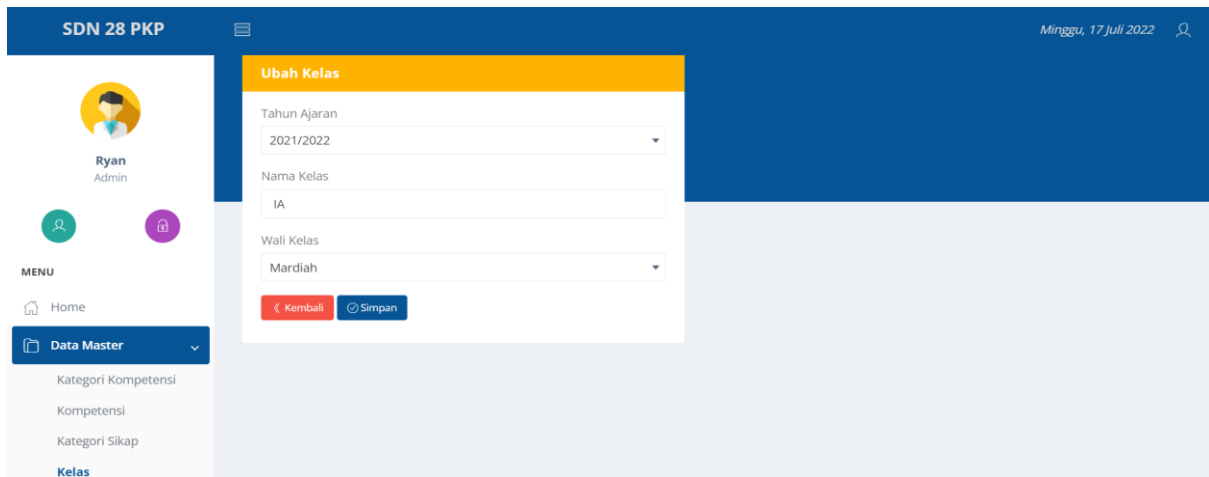 SDN 28 PKP
Minggu, 17 Juli 2022
Ryan
Admin
MENU
Home
Data Master
Kategori Kompetensi
Kompetensi
Kategori Sikap
Kelas
Ubah Kelas
Tahun Ajaran
2021/2022
Nama Kelas
IA
Wali Kelas
Mardiah
Kembali
Simpan